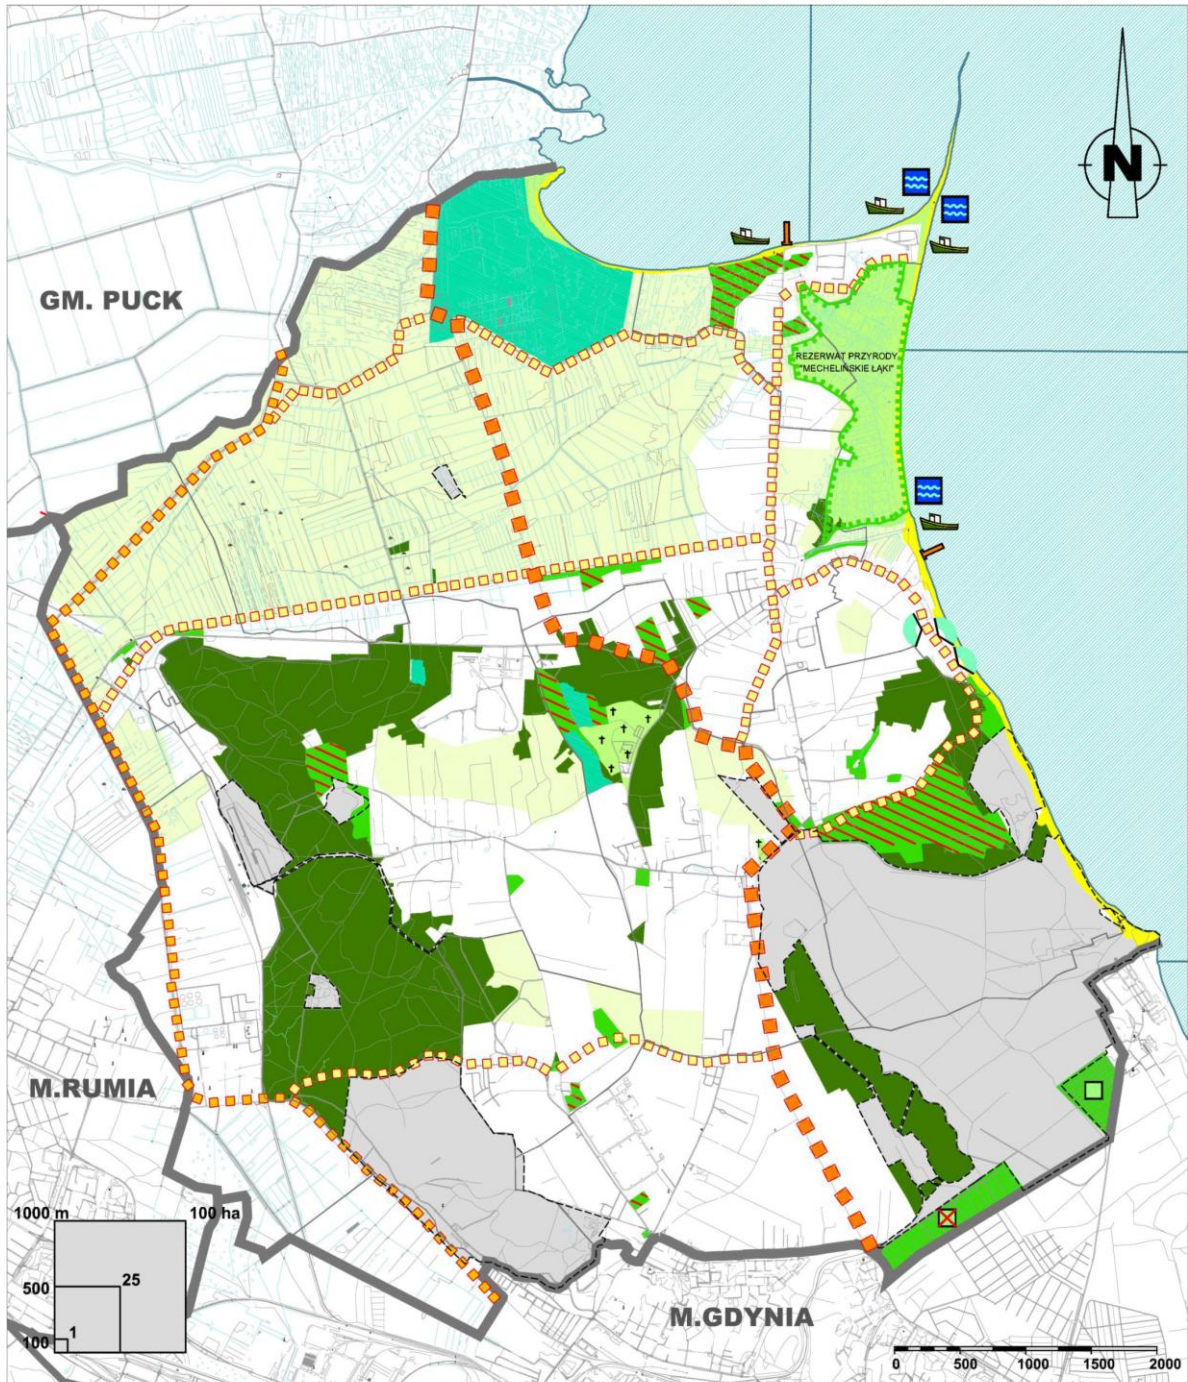 N
GM. PUCK
REZERWAT PRZYRODY
"MECHELIŃSKIE ŁĄKI"
M.RUMIA
1000 m
100 ha
500
25
100
1
M.GDYNIA
0
500
1000
1500
2000